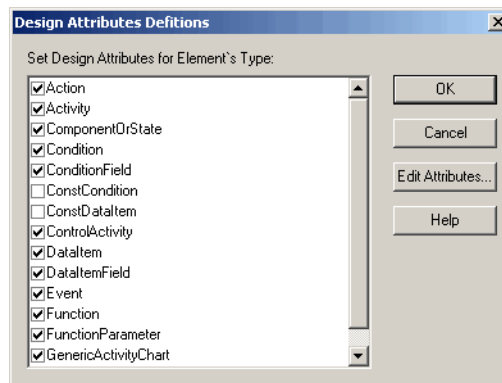 Design Attributes Defitions
Set Design Attributes for Element`s Type:
Action
Activity
ComponentOrState
Condition
ConditionField
ConstCondition
ConstDataItem
ControlActivity
DataItem
DataItemField
Event
Function
FunctionParameter
GenericActivityChart
OK
Cancel
Edit Attributes...
Help